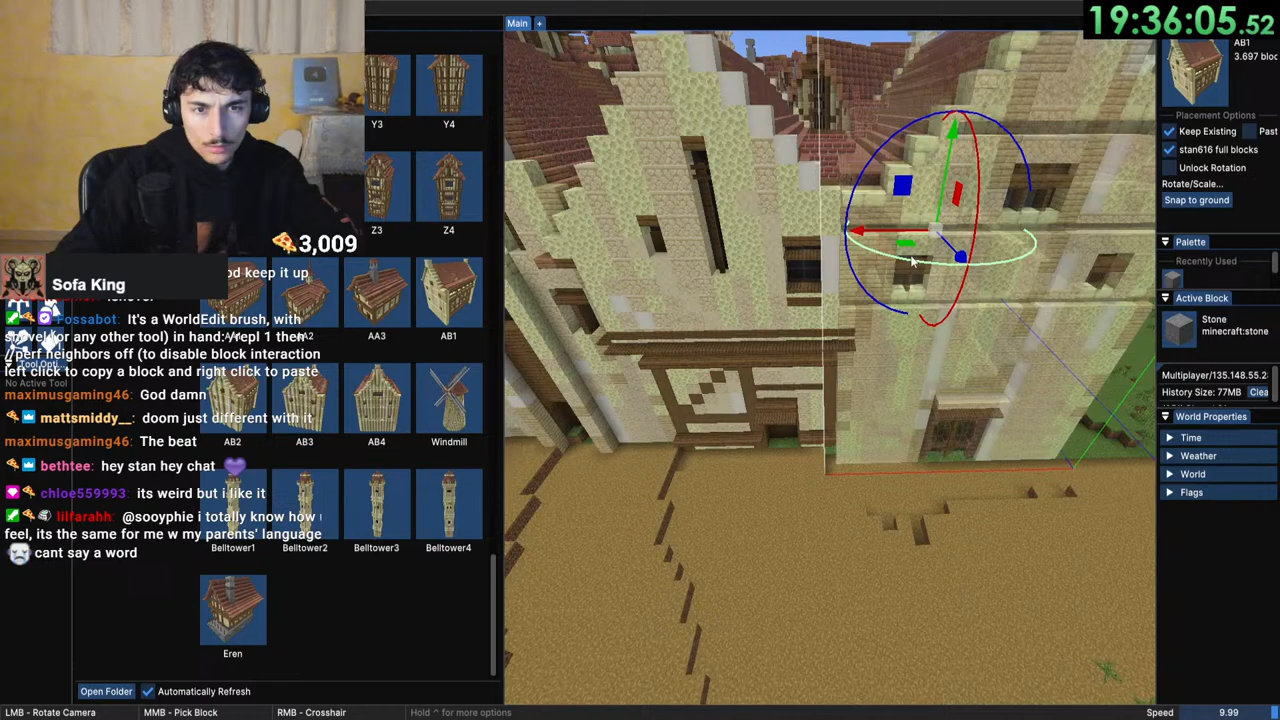 19:36:05.52
Main +
Y3
Y4
Z3
Z4
3,009
od keep it up
Sofa King
AA2
AA3
AB1
Fossabot: It's a WorldEdit brush, with
shovel(or any other tool) in hand: /repl 1 then
//perf neighbors off (to disable block interaction
left click to copy a block and right click to paste
Tool Opti
No Active Tool
maximusgaming46: God damn
mattsmiddy__: doom just different with it
maximusgaming46: The beat
AB2
AB3
AB4
Windmill
bethtee: hey stan hey chat
chloe559993: its weird but i like it
lilfarahh: @sooyphie i totally know how i
feel, its the same for me w my parents' language
cant say a word
Belltower1
Belltower2
Belltower3
Belltower4
Eren
Open Folder
Automatically Refresh
LMB - Rotate Camera
MMB - Pick Block
RMB - Crosshair
Hold ^ for more options
Speed
9.99
AB1
3.697 bloc
Placement Options
Keep Existing
Past
stan616 full blocks
Unlock Rotation
Rotate/Scale...
Snap to ground
Palette
Recently Used
Active Block
Stone
minecraft:stone
Multiplayer/135.148.55.2
History Size: 77MB
Clea
World Properties
Time
Weather
World
Flags